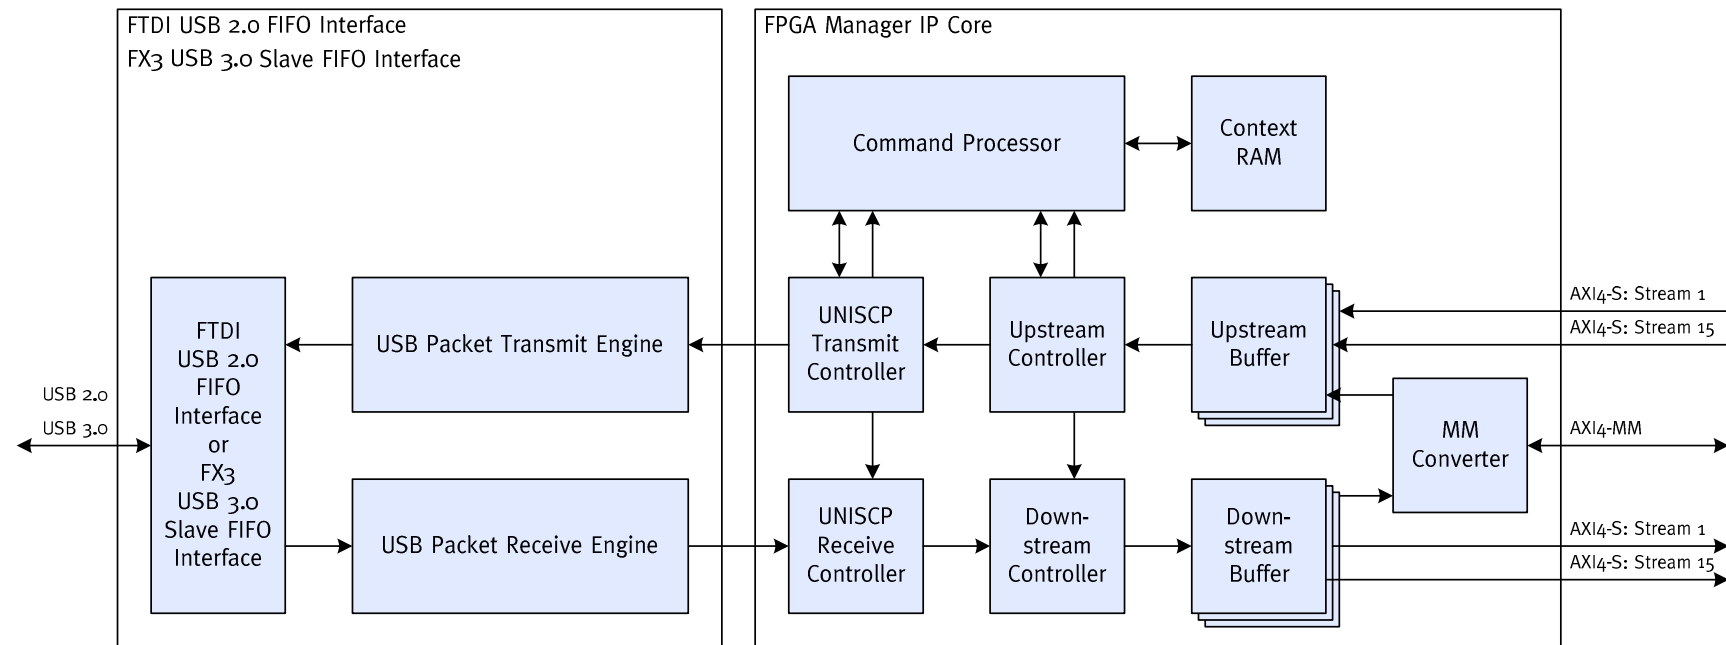 FTDI USB 2.0 FIFO Interface
FX3 USB 3.0 Slave FIFO Interface
FPGA Manager IP Core
Command Processor
Context
RAM
FTDI
USB 2.0
FIFO
Interface
or
FX3
USB 3.0
Slave FIFO
Interface
USB Packet Transmit Engine
UNISCP
Transmit
Controller
Upstream
Controller
Upstream
Buffer
AXI4-S: Stream 1
AXI4-S: Stream 15
USB 2.0
USB 3.0
MM
Converter
AXI4-MM
USB Packet Receive Engine
UNISCP
Receive
Controller
Down-
stream
Controller
Down-
stream
Buffer
AXI4-S: Stream 1
AXI4-S: Stream 15